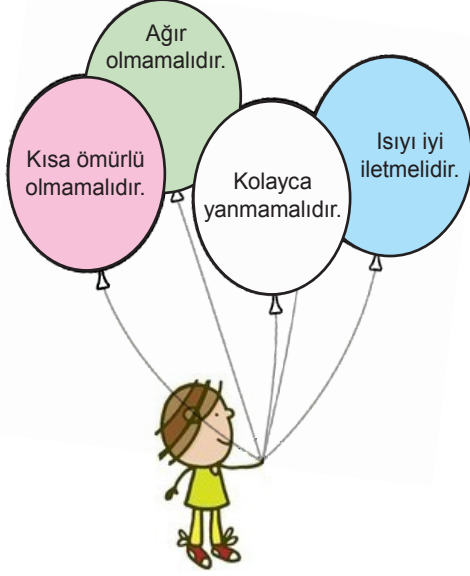 Ağır
olmamalıdır.
Kısa ömürlü
olmamalıdır.
Kolayca
yanmamalıdır.
Isıyı iyi
iletmelidir.